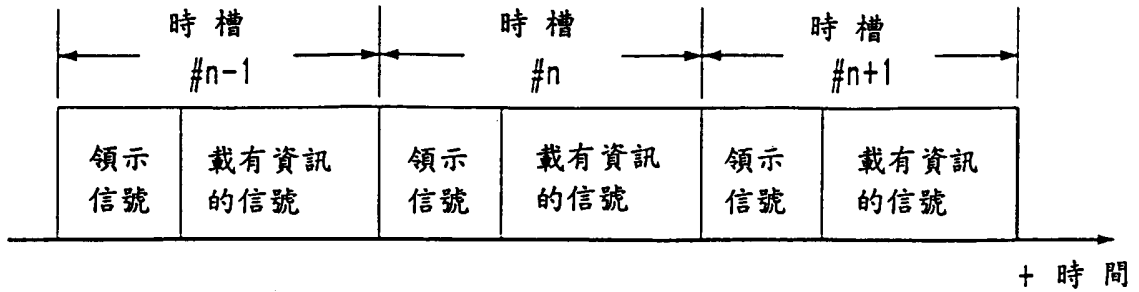 時槽 時槽 時槽
#n-1 #n #n+1
領示 載有資訊 領示 載有資訊 領示 載有資訊
信號 的信號 信號 的信號 信號 的信號
+ 時間